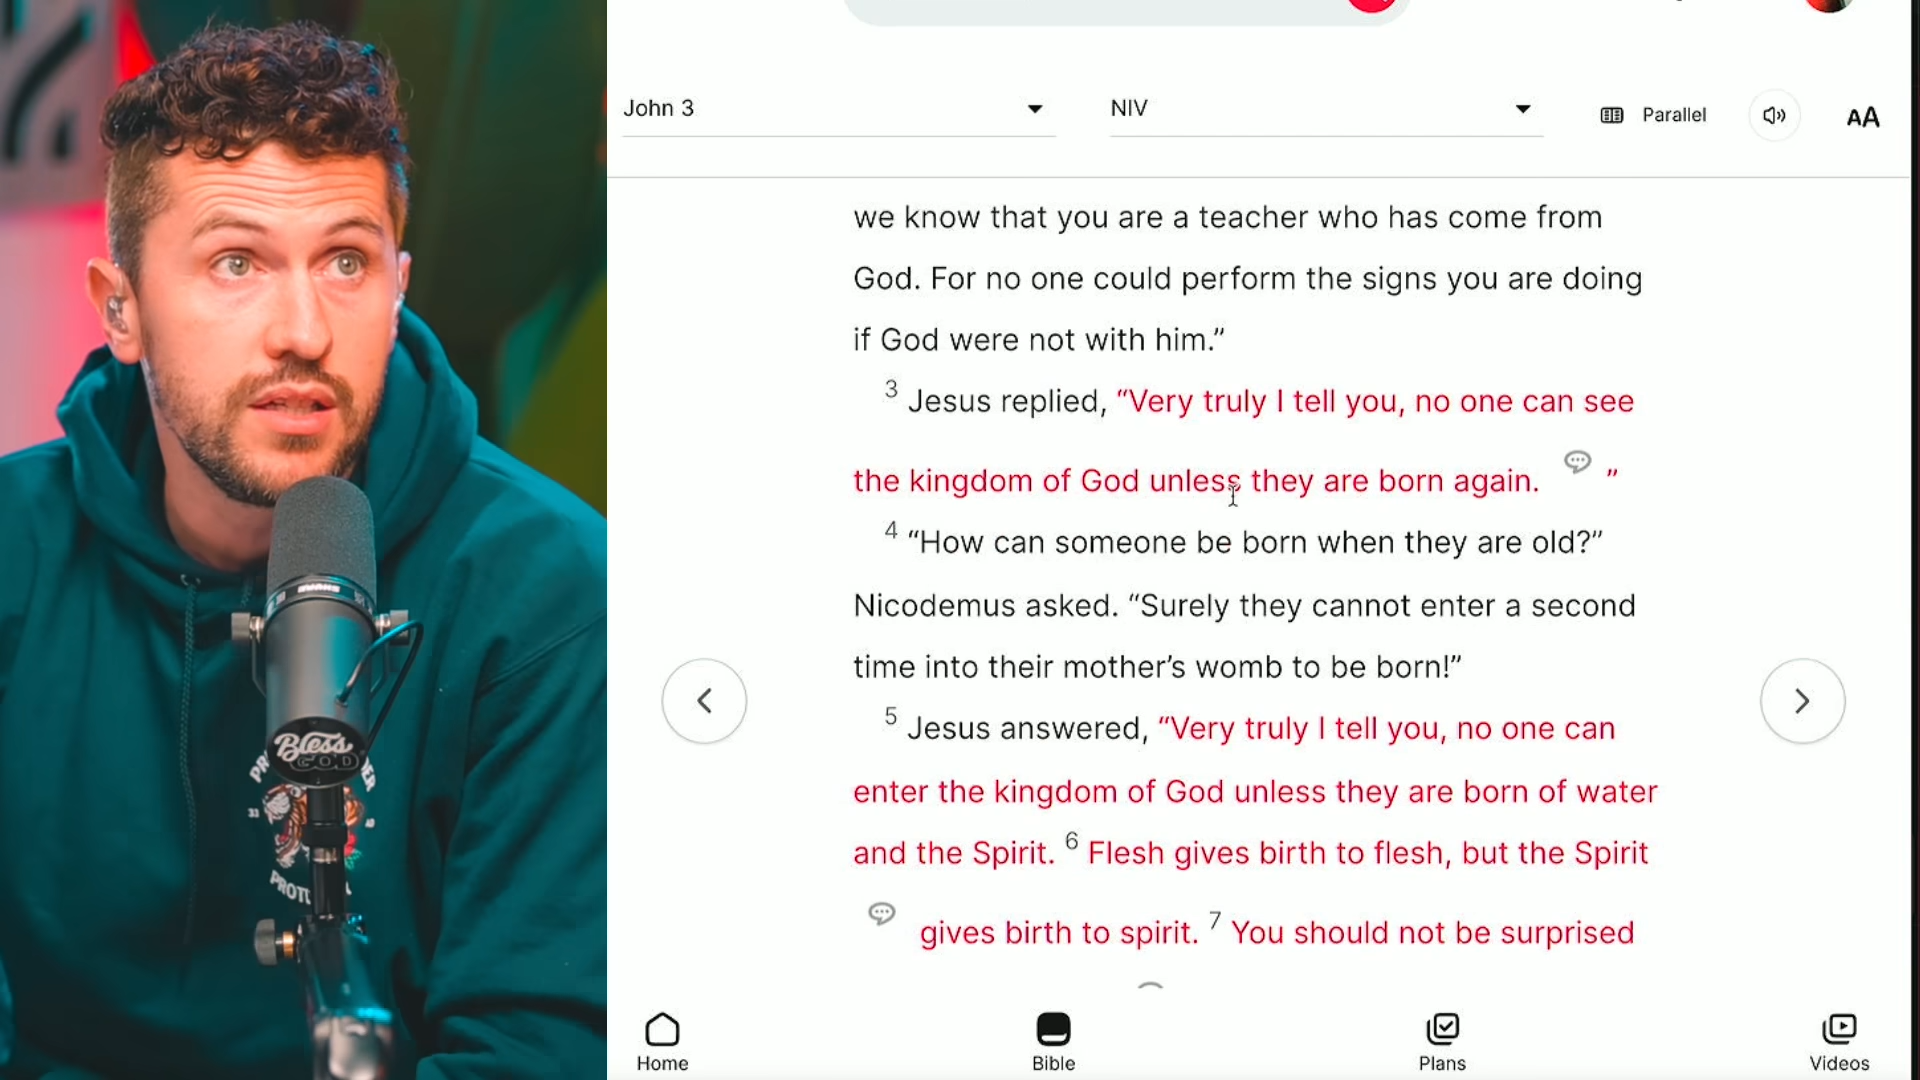 John 3
NIV
Parallel
AA
we know that you are a teacher who has come from
God. For no one could perform the signs you are doing
if God were not with him.”
3 Jesus replied, “Very truly I tell you, no one can see
the kingdom of God unless they are born again. ”
4 “How can someone be born when they are old?”
Nicodemus asked. “Surely they cannot enter a second
time into their mother’s womb to be born!”
5 Jesus answered, “Very truly I tell you, no one can
enter the kingdom of God unless they are born of water
and the Spirit. 6 Flesh gives birth to flesh, but the Spirit
gives birth to spirit. 7 You should not be surprised
Home
Bible
Plans
Videos
Bless
GOD
33